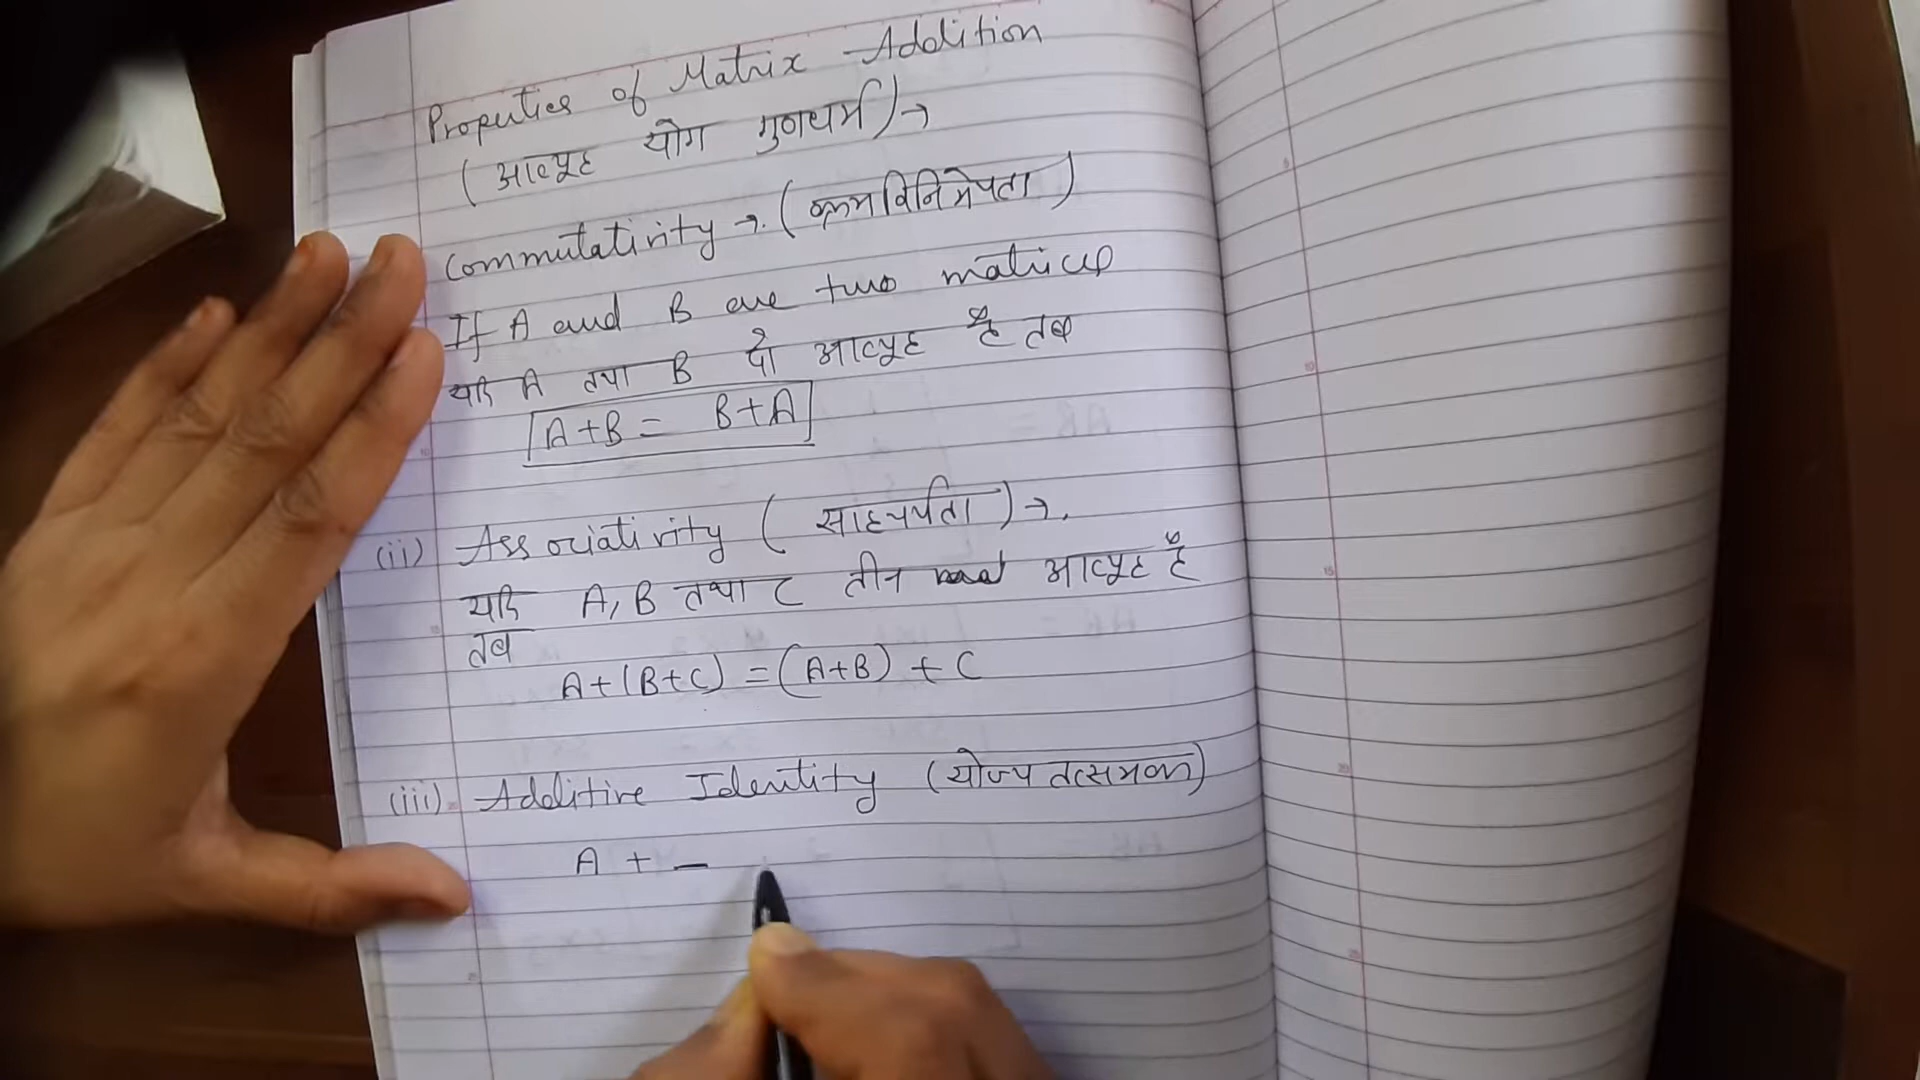 Properties of Matrix Addition
(आव्यूह योग गुणधर्म) →
Commutativity → (क्रमविनिमेयता)
If A and B are two matrices
यदि A तथा B दो आव्यूह है तब
A+B = B+A
(ii) Associativity (साहचर्यता) →
यदि A, B तथा C तीन आव्यूह है
तब
A+(B+C) = (A+B) + C
(iii) Additive Identity (योज्य तत्समक)
A + —